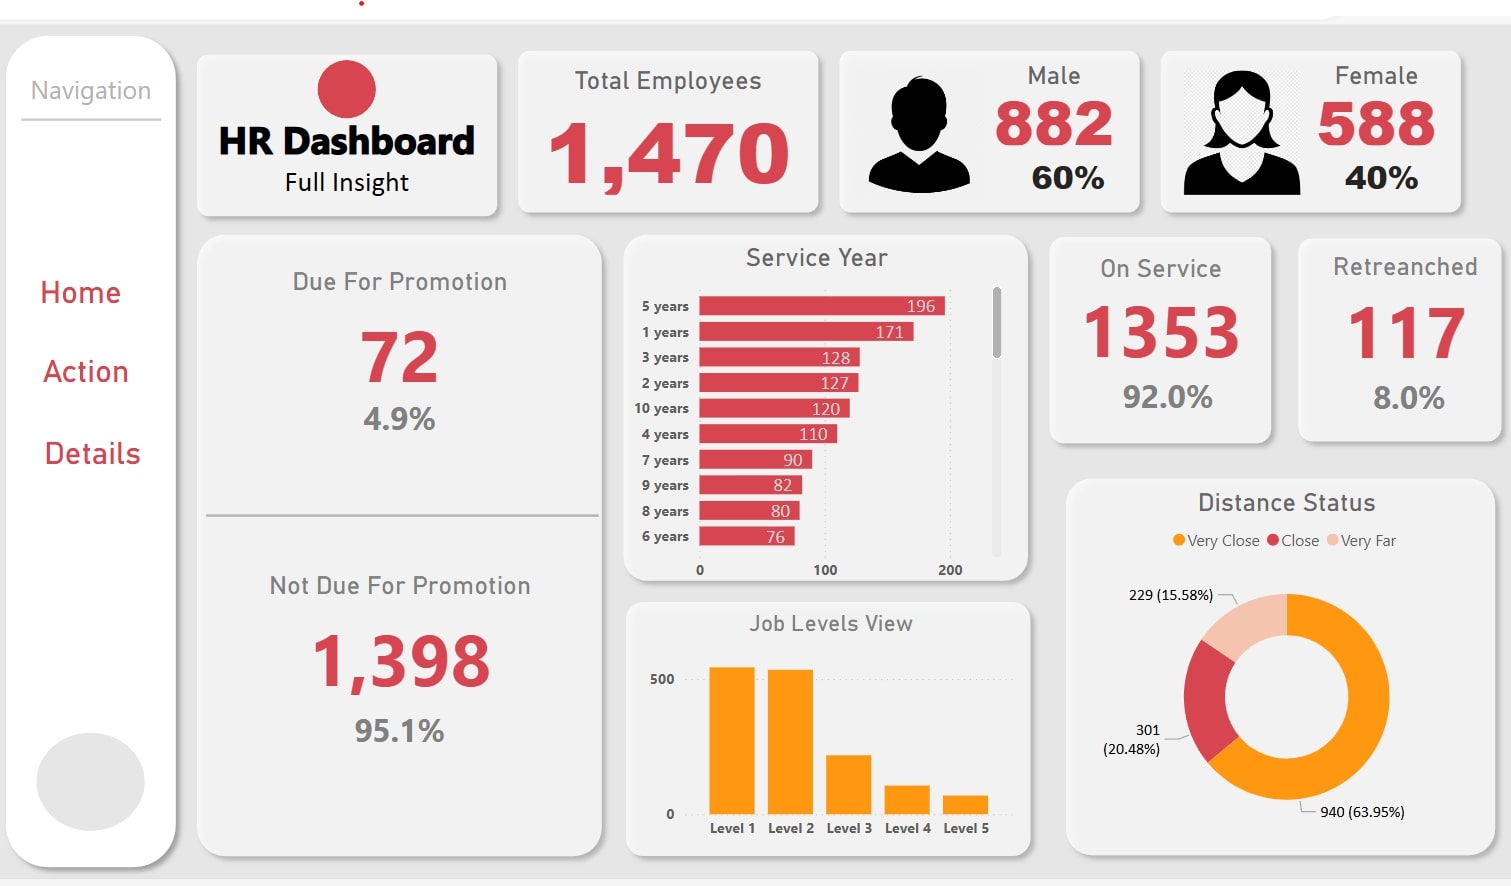 Navigation
Home
Action
Details
HR Dashboard
Full Insight
Total Employees
1,470
Male
882
60%
Female
588
40%
Due For Promotion
72
4.9%
Not Due For Promotion
1,398
95.1%
Service Year
5 years 196
1 years 171
3 years 128
2 years 127
10 years 120
4 years 110
7 years 90
9 years 82
8 years 80
6 years 76
0 100 200
Job Levels View
500
0
Level 1 Level 2 Level 3 Level 4 Level 5
On Service
1353
92.0%
Retreanched
117
8.0%
Distance Status
Very Close Close Very Far
229 (15.58%)
301
(20.48%)
940 (63.95%)